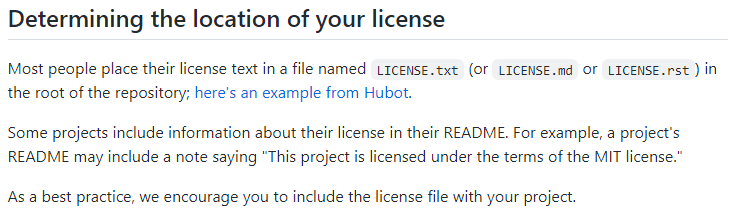 Determining the location of your license
Most people place their license text in a file named LICENSE.txt (or LICENSE.md or LICENSE.rst) in
the root of the repository; here's an example from Hubot.
Some projects include information about their license in their README. For example, a project's
README may include a note saying "This project is licensed under the terms of the MIT license."
As a best practice, we encourage you to include the license file with your project.